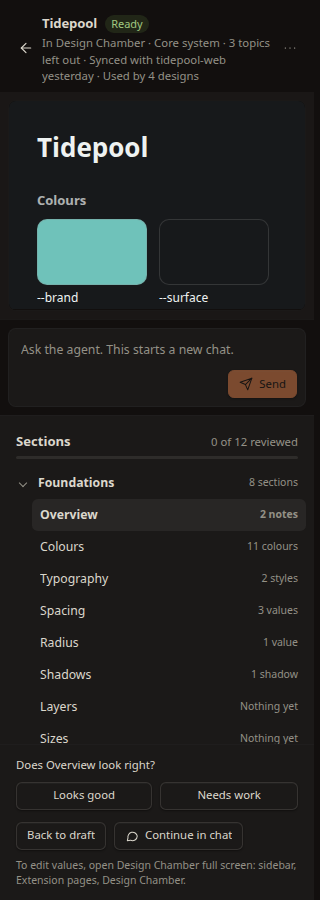 Tidepool Ready
In Design Chamber · Core system · 3 topics
left out · Synced with tidepool-web
yesterday · Used by 4 designs
Tidepool
Colours
--brand --surface
Ask the agent. This starts a new chat.
Send
Sections 0 of 12 reviewed
Foundations 8 sections
Overview 2 notes
Colours 11 colours
Typography 2 styles
Spacing 3 values
Radius 1 value
Shadows 1 shadow
Layers Nothing yet
Sizes Nothing yet
Does Overview look right?
Looks good Needs work
Back to draft Continue in chat
To edit values, open Design Chamber full screen: sidebar,
Extension pages, Design Chamber.